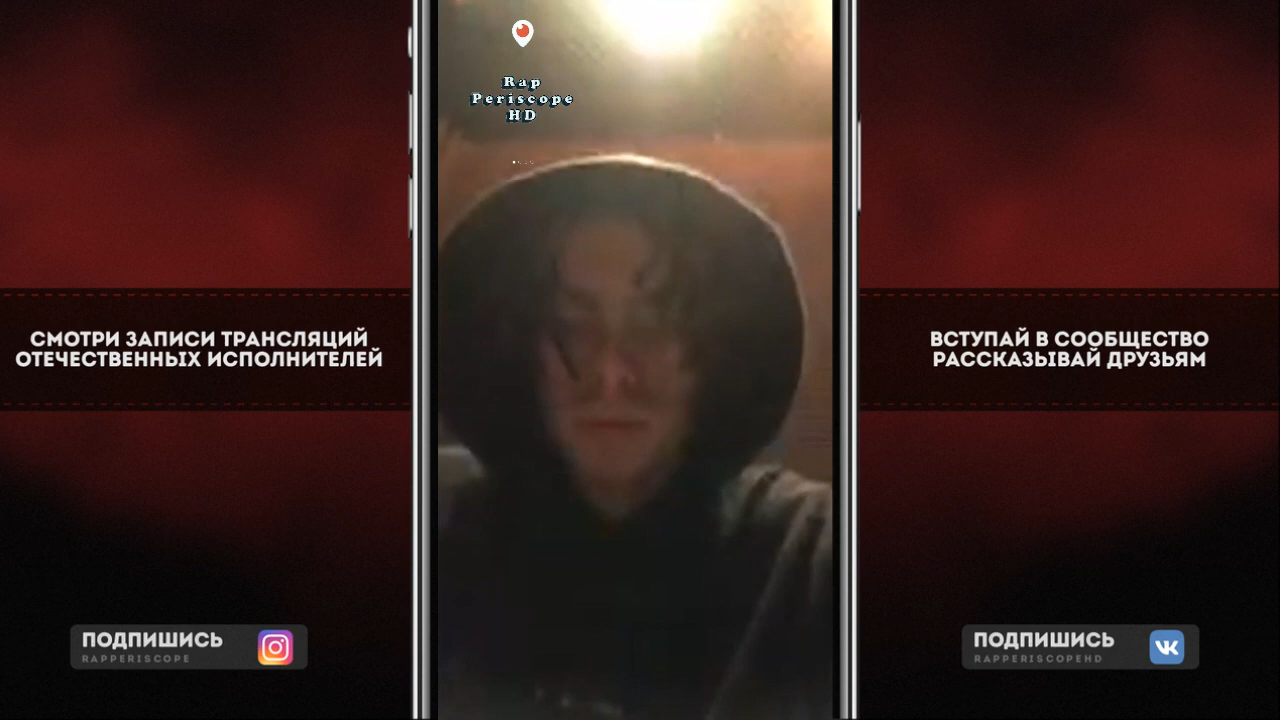 Rap
Periscope
HD
СМОТРИ ЗАПИСИ ТРАНСЛЯЦИЙ
ОТЕЧЕСТВЕННЫХ ИСПОЛНИТЕЛЕЙ
ВСТУПАЙ В СООБЩЕСТВО
РАССКАЗЫВАЙ ДРУЗЬЯМ
ПОДПИШИСЬ
RAPPERISCOPE
ПОДПИШИСЬ
RAPPERISCOPEHD